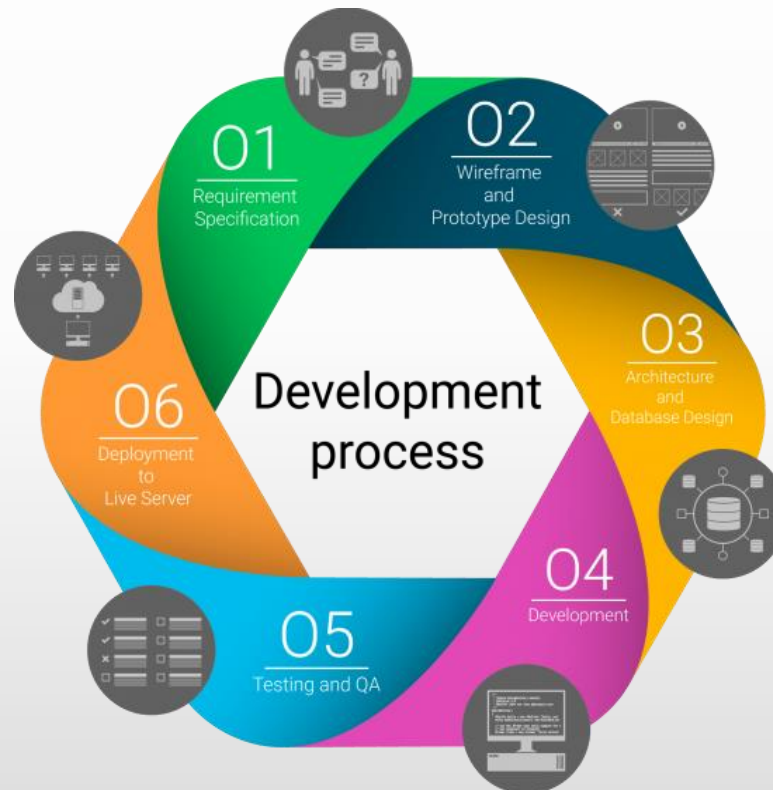 01
Requirement
Specification
02
Wireframe
and
Prototype Design
03
Architecture
and
Database Design
04
Development
05
Testing and QA
06
Deployment
to
Live Server
Development
process
?